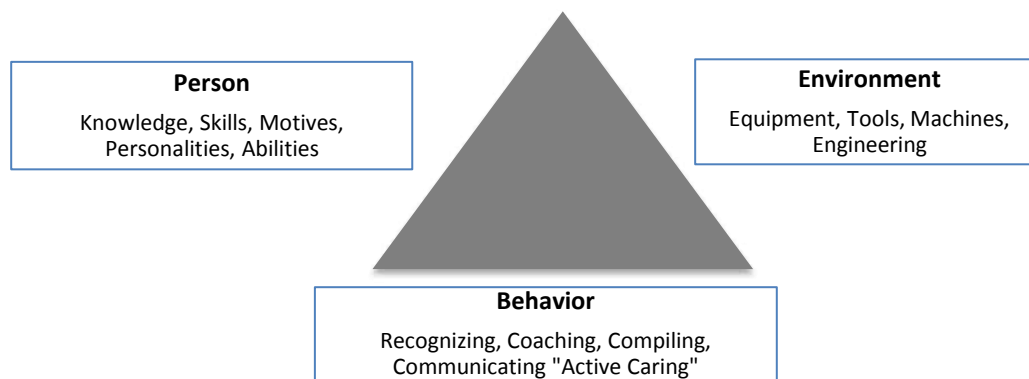 Person
Knowledge, Skills, Motives,
Personalities, Abilities
Environment
Equipment, Tools, Machines,
Engineering
Behavior
Recognizing, Coaching, Compiling,
Communicating "Active Caring"